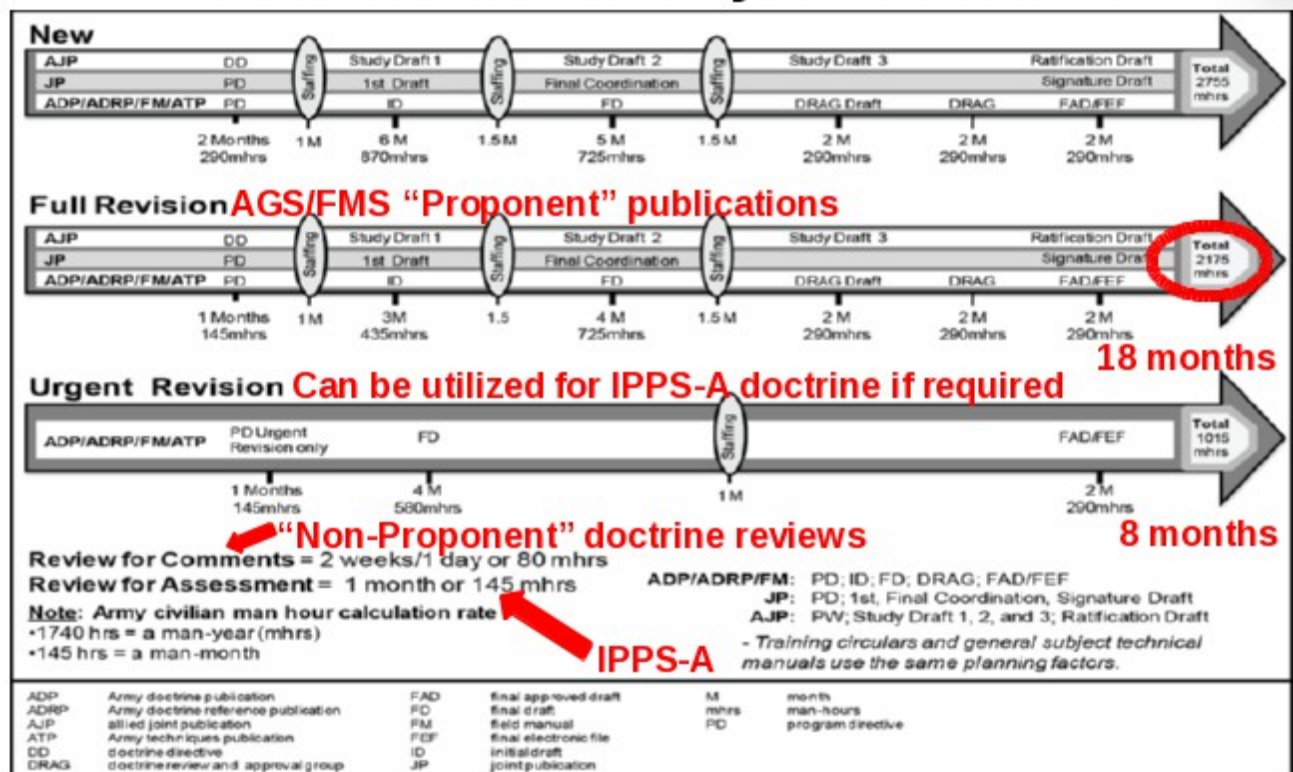 New
AJP DD Study Draft 1 Study Draft 2 Study Draft 3 Ratification Draft
JP PD 1st Draft Final Coordination Signature Draft
ADP/ADRP/FM/ATP PD ID FD DRAG Draft DRAG FAD/FEF
Staffing Staffing Staffing
Total
2755
mhrs
2 Months 1 M 6 M 1.5 M 5 M 1.5 M 2 M 2 M 2 M
290mhrs 870mhrs 725mhrs 290mhrs 290mhrs 290mhrs
Full Revision AGS/FMS “Proponent” publications
AJP DD Study Draft 1 Study Draft 2 Study Draft 3 Ratification Draft
JP PD 1st Draft Final Coordination Signature Draft
ADP/ADRP/FM/ATP PD ID FD DRAG Draft DRAG FAD/FEF
Staffing Staffing Staffing
Total
2175
mhrs
1 Months 1 M 3M 1.5 4 M 1.5 M 2 M 2 M 2 M
145mhrs 435mhrs 725mhrs 290mhrs 290mhrs 290mhrs
18 months
Urgent Revision Can be utilized for IPPS-A doctrine if required
ADP/ADRP/FM/ATP PD Urgent FD Staffing FAD/FEF
Revision only
Total
1015
mhrs
1 Months 4 M 1 M 2 M
145mhrs 580mhrs 290mhrs
8 months
“Non-Proponent” doctrine reviews
Review for Comments = 2 weeks/1 day or 80 mhrs
Review for Assessment = 1 month or 145 mhrs
Note: Army civilian man hour calculation rate
•1740 hrs = a man-year (mhrs)
•145 hrs = a man-month
IPPS-A
ADP/ADRP/FM: PD; ID; FD; DRAG; FAD/FEF
JP: PD; 1st, Final Coordination, Signature Draft
AJP: PW; Study Draft 1, 2, and 3; Ratification Draft
- Training circulars and general subject technical
manuals use the same planning factors.
ADP Army doctrine publication FAD final approved draft M month
ADRP Army doctrine reference publication FD final draft mhrs man-hours
AJP allied joint publication FM field manual PD program directive
ATP Army techniques publication FEF final electronic file
DD doctrine directive ID initial draft
DRAG doctrine review and approval group JP joint publication